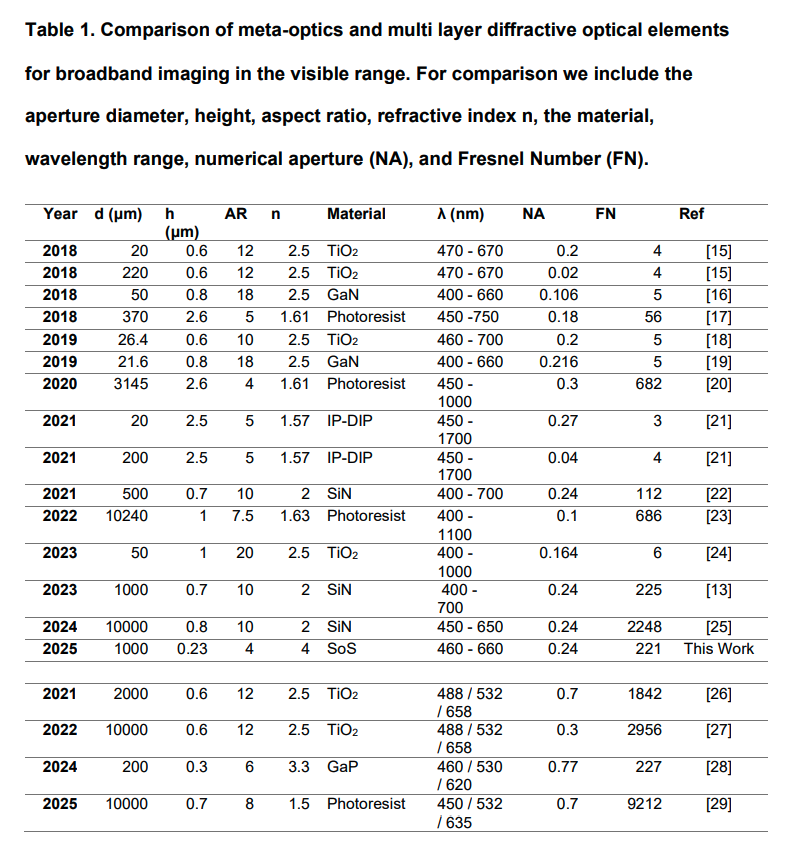 Table 1. Comparison of meta-optics and multi layer diffractive optical elements
for broadband imaging in the visible range. For comparison we include the
aperture diameter, height, aspect ratio, refractive index n, the material,
wavelength range, numerical aperture (NA), and Fresnel Number (FN).
Year d (μm) h AR n Material λ (nm) NA FN Ref
(μm)
2018 20 0.6 12 2.5 TiO2 470 - 670 0.2 4 [15]
2018 220 0.6 12 2.5 TiO2 470 - 670 0.02 4 [15]
2018 50 0.8 18 2.5 GaN 400 - 660 0.106 5 [16]
2018 370 2.6 5 1.61 Photoresist 450 -750 0.18 56 [17]
2019 26.4 0.6 10 2.5 TiO2 460 - 700 0.2 5 [18]
2019 21.6 0.8 18 2.5 GaN 400 - 660 0.216 5 [19]
2020 3145 2.6 4 1.61 Photoresist 450 - 0.3 682 [20]
1000
2021 20 2.5 5 1.57 IP-DIP 450 - 0.27 3 [21]
1700
2021 200 2.5 5 1.57 IP-DIP 450 - 0.04 4 [21]
1700
2021 500 0.7 10 2 SiN 400 - 700 0.24 112 [22]
2022 10240 1 7.5 1.63 Photoresist 400 - 0.1 686 [23]
1100
2023 50 1 20 2.5 TiO2 400 - 0.164 6 [24]
1000
2023 1000 0.7 10 2 SiN 400 - 0.24 225 [13]
700
2024 10000 0.8 10 2 SiN 450 - 650 0.24 2248 [25]
2025 1000 0.23 4 4 SoS 460 - 660 0.24 221 This Work
2021 2000 0.6 12 2.5 TiO2 488 / 532 0.7 1842 [26]
/ 658
2022 10000 0.6 12 2.5 TiO2 488 / 532 0.3 2956 [27]
/ 658
2024 200 0.3 6 3.3 GaP 460 / 530 0.77 227 [28]
/ 620
2025 10000 0.7 8 1.5 Photoresist 450 / 532 0.7 9212 [29]
/ 635